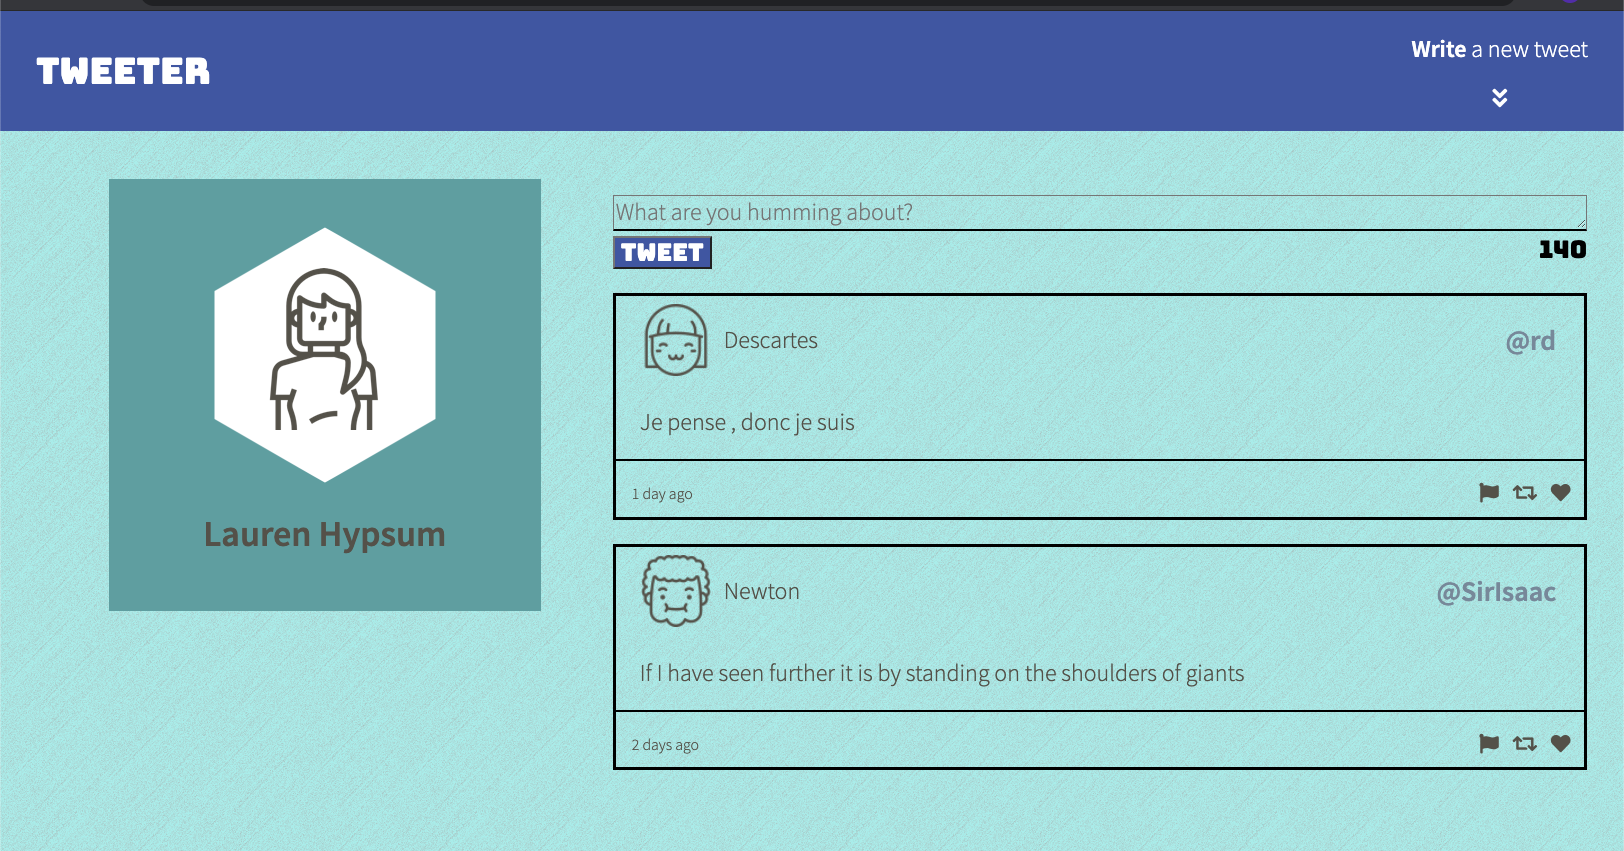 TWEETER
Write a new tweet
Lauren Hypsum
What are you humming about?
TWEET
140
Descartes
@rd
Je pense , donc je suis
1 day ago
Newton
@SirIsaac
If I have seen further it is by standing on the shoulders of giants
2 days ago